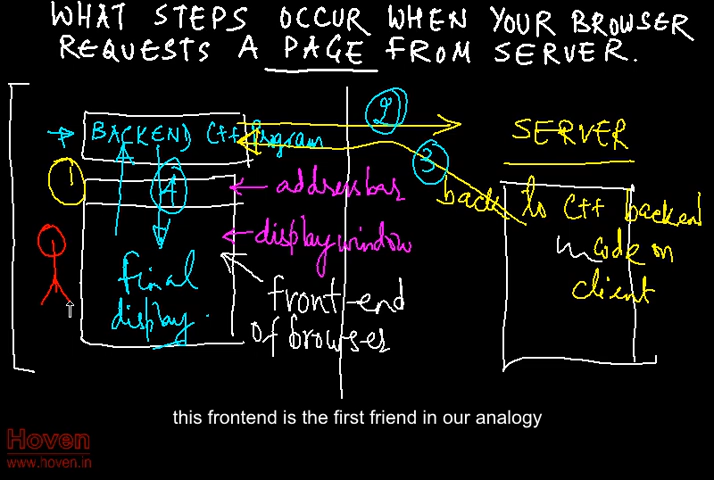 WHAT STEPS OCCUR WHEN YOUR BROWSER
REQUESTS A PAGE FROM SERVER.
2
BACKEND C++ Program
SERVER
3
1
4
addressbar
back to C++ backend
display window
code on
final
client
display.
front-end
of browser
this frontend is the first friend in our analogy
Hoven
www.hoven.in